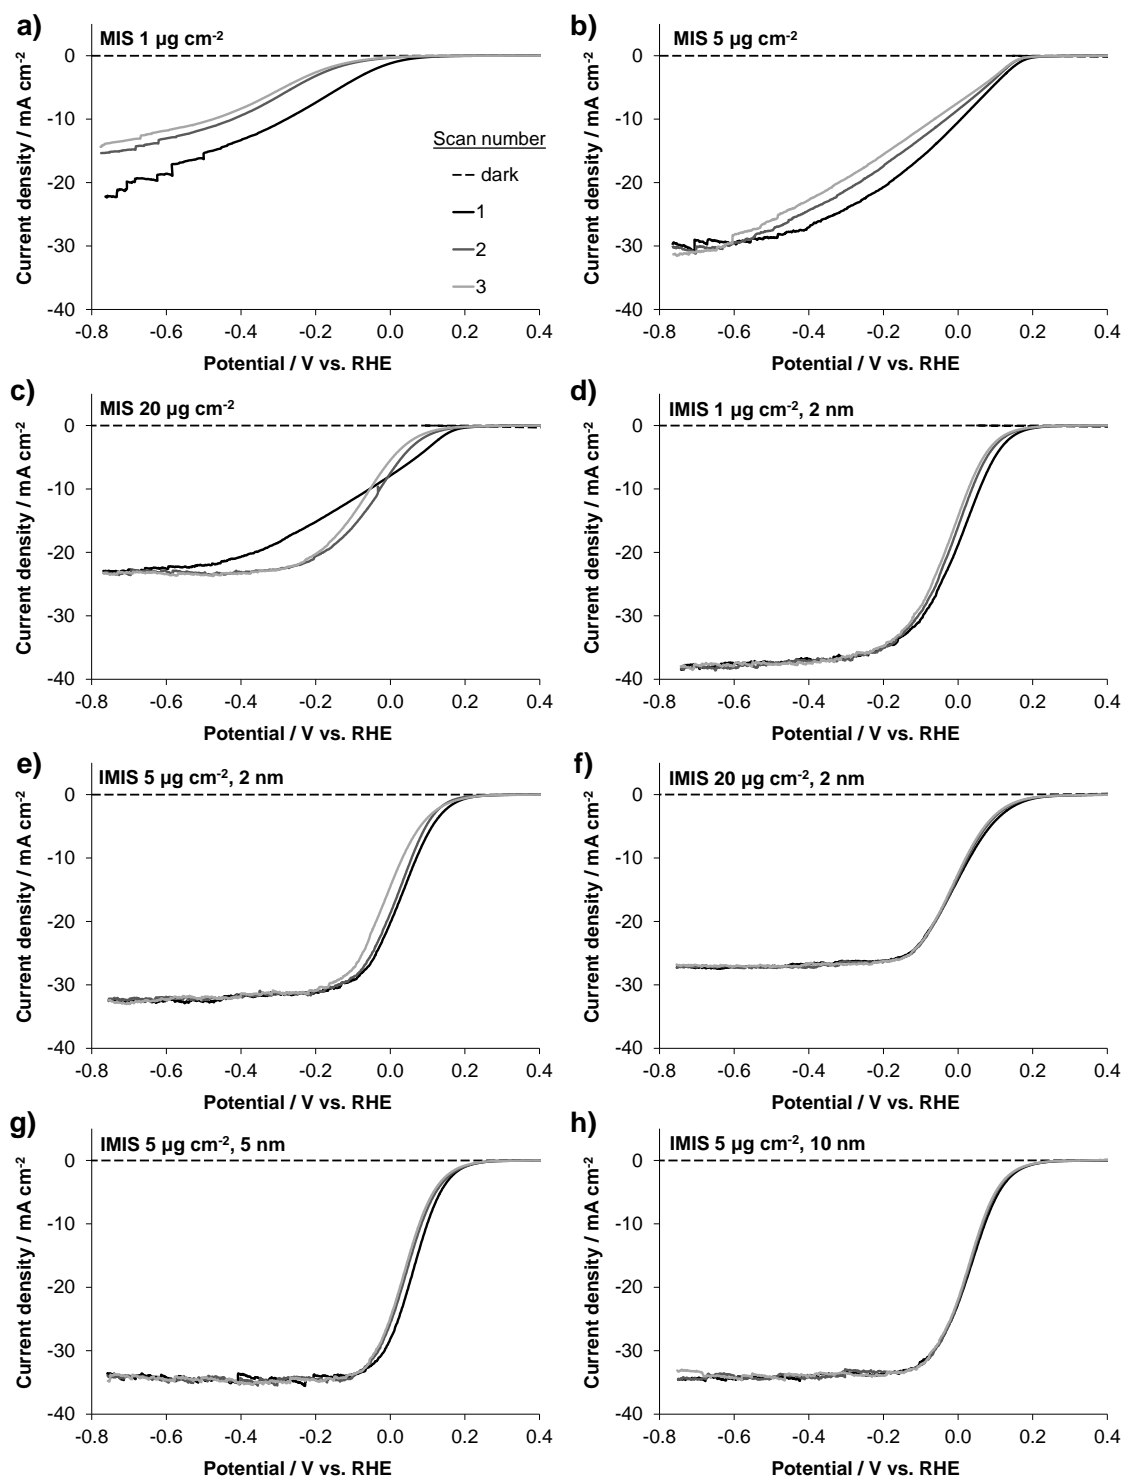 a)
MIS 1 µg cm-2
0
-10
-20
-30
-40
Current density / mA cm-2
-0.8 -0.6 -0.4 -0.2 0.0 0.2 0.4
Potential / V vs. RHE
Scan number
dark
1
2
3
b)
MIS 5 µg cm-2
0
-10
-20
-30
-40
Current density / mA cm-2
-0.8 -0.6 -0.4 -0.2 0.0 0.2 0.4
Potential / V vs. RHE
c)
MIS 20 µg cm-2
0
-10
-20
-30
-40
Current density / mA cm-2
-0.8 -0.6 -0.4 -0.2 0.0 0.2 0.4
Potential / V vs. RHE
d)
IMIS 1 µg cm-2, 2 nm
0
-10
-20
-30
-40
Current density / mA cm-2
-0.8 -0.6 -0.4 -0.2 0.0 0.2 0.4
Potential / V vs. RHE
e)
IMIS 5 µg cm-2, 2 nm
0
-10
-20
-30
-40
Current density / mA cm-2
-0.8 -0.6 -0.4 -0.2 0.0 0.2 0.4
Potential / V vs. RHE
f)
IMIS 20 µg cm-2, 2 nm
0
-10
-20
-30
-40
Current density / mA cm-2
-0.8 -0.6 -0.4 -0.2 0.0 0.2 0.4
Potential / V vs. RHE
g)
IMIS 5 µg cm-2, 5 nm
0
-10
-20
-30
-40
Current density / mA cm-2
-0.8 -0.6 -0.4 -0.2 0.0 0.2 0.4
Potential / V vs. RHE
h)
IMIS 5 µg cm-2, 10 nm
0
-10
-20
-30
-40
Current density / mA cm-2
-0.8 -0.6 -0.4 -0.2 0.0 0.2 0.4
Potential / V vs. RHE